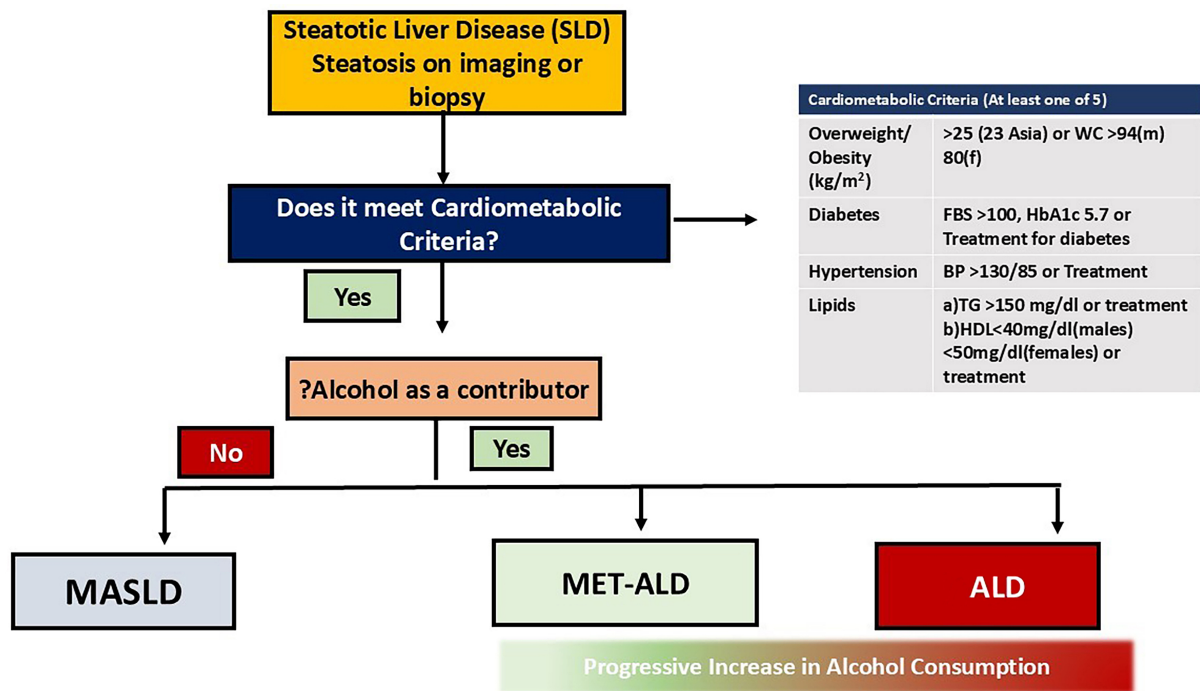 Steatotic Liver Disease (SLD)
Steatosis on imaging or
biopsy
Does it meet Cardiometabolic
Criteria?
Yes
?Alcohol as a contributor
No
Yes
MASLD
MET-ALD
ALD
Progressive Increase in Alcohol Consumption
Cardiometabolic Criteria (At least one of 5)
Overweight/
Obesity
(kg/m²)
>25 (23 Asia) or WC >94(m)
80(f)
Diabetes
FBS >100, HbA1c 5.7 or
Treatment for diabetes
Hypertension
BP >130/85 or Treatment
Lipids
a)TG >150 mg/dl or treatment
b)HDL<40mg/dl(males)
<50mg/dl(females) or
treatment